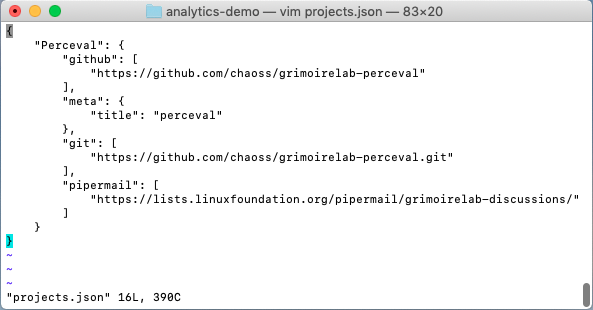 analytics-demo — vim projects.json — 83×20
{
    "Perceval": {
        "github": [
            "https://github.com/chaoss/grimoirelab-perceval"
        ],
        "meta": {
            "title": "perceval"
        },
        "git": [
            "https://github.com/chaoss/grimoirelab-perceval.git"
        ],
        "pipermail": [
            "https://lists.linuxfoundation.org/pipermail/grimoirelab-discussions/"
        ]
    }
}
~
~
~
"projects.json" 16L, 390C